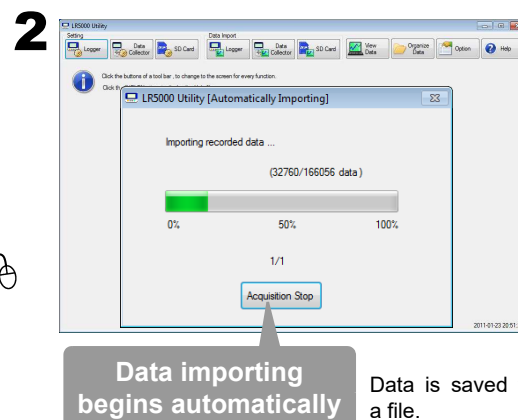 2
LR5000 Utility
Setting
Data Import
Logger
Data Collector
SD Card
Logger
Data Collector
SD Card
View Data
Organize Data
Option
Help
Click the buttons of a tool bar , to change to the screen for every function.
Click th
LR5000 Utility [Automatically Importing]
Importing recorded data ...
(32760/166056 data )
0% 50% 100%
1/1
Acquisition Stop
2011-01-23 20:51:
Data importing
begins automatically
Data is saved
a file.